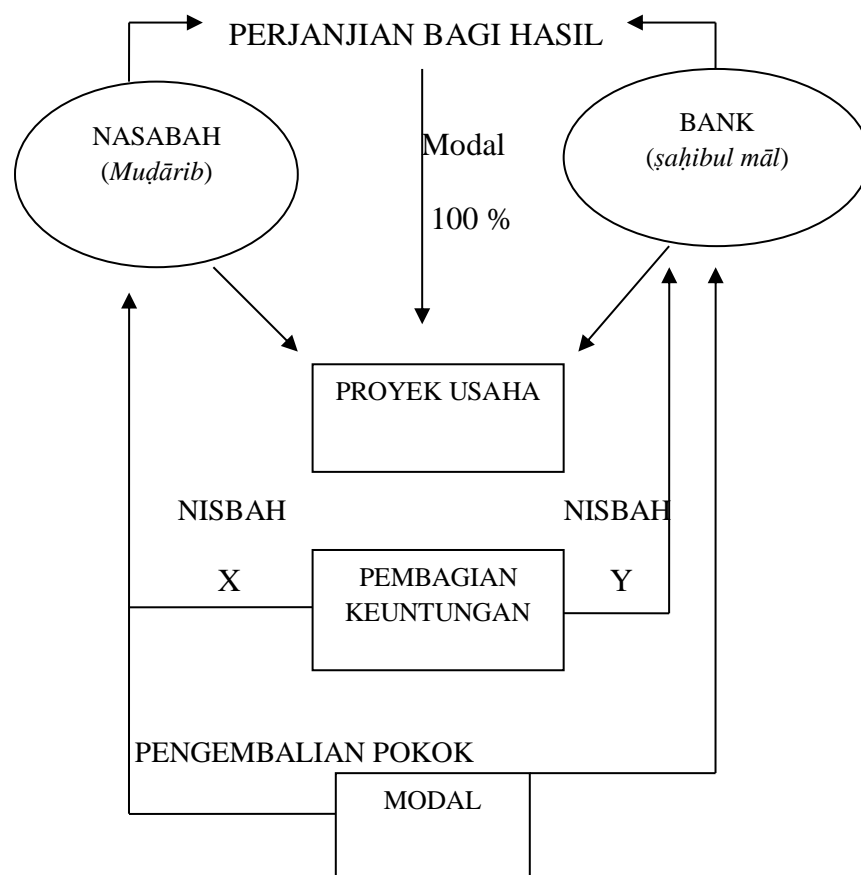 PERJANJIAN BAGI HASIL
NASABAH
(Muḍārib)
BANK
(ṣaḥibul māl)
Modal
100 %
PROYEK USAHA
NISBAH
NISBAH
X
PEMBAGIAN
KEUNTUNGAN
Y
PENGEMBALIAN POKOK
MODAL